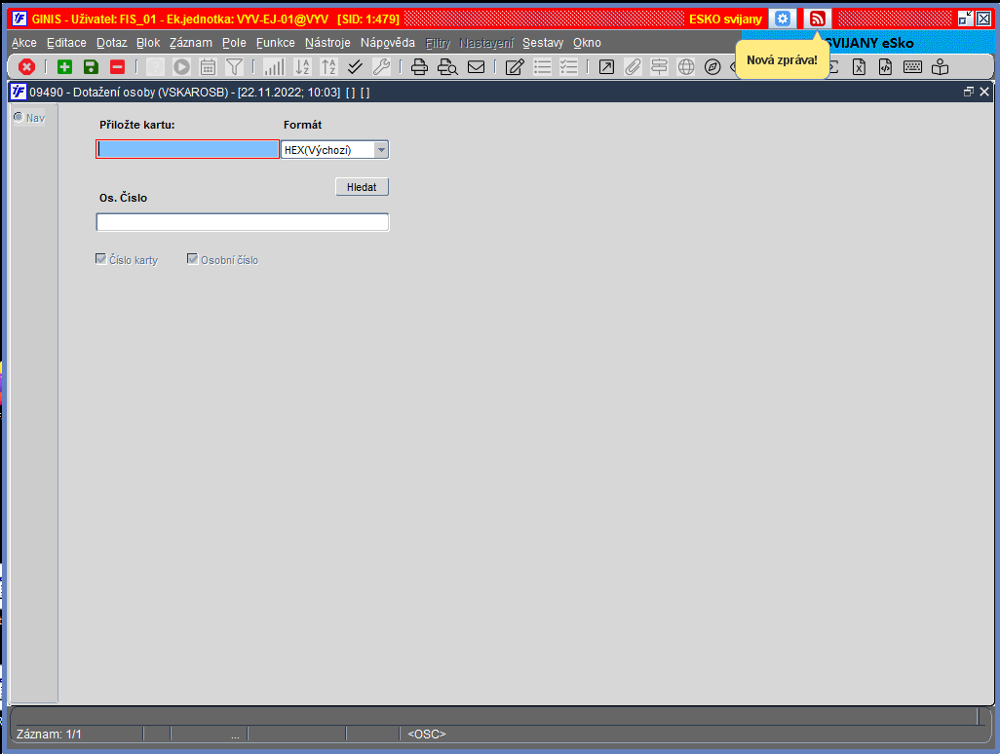 GINIS - Uživatel: FIS_01 - Ek.jednotka: VYV-EJ-01@VYV [SID: 1:479] ESKO svijany
Akce Editace Dotaz Blok Záznam Pole Funkce Nástroje Nápověda Filtry Nastavení Sestavy Okno SVIJANY eSko
Nová zpráva!
09490 - Dotažení osoby (VSKAROSB) - [22.11.2022; 10:03] [ ] [ ]
Nav
Přiložte kartu: Formát
HEX(Výchozí)
Hledat
Os. Číslo
Číslo karty Osobní číslo
Záznam: 1/1 ... <OSC>